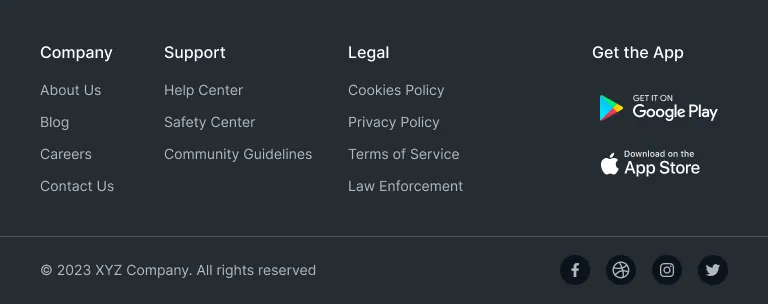 Company
About Us
Blog
Careers
Contact Us
Support
Help Center
Safety Center
Community Guidelines
Legal
Cookies Policy
Privacy Policy
Terms of Service
Law Enforcement
Get the App
GET IT ON
Google Play
Download on the
App Store
© 2023 XYZ Company. All rights reserved